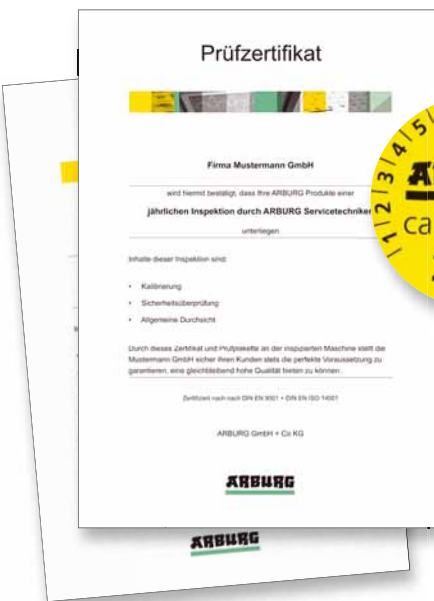 Prüfzertifikat
Firma Mustermann GmbH
wird hiermit bestätigt, dass Ihre ARBURG Produkte einer
jährlichen Inspektion durch ARBURG Servicetechniker
unterliegen
Inhalte dieser Inspektion sind:
• Kalibrierung
• Sicherheitsüberprüfung
• Allgemeine Durchsicht
Durch dieses Zertifikat und Prüfplakette an der inspizierten Maschine stellt die
Mustermann GmbH sicher ihren Kunden stets die perfekte Voraussetzung zu
garantieren, eine gleichbleibend hohe Qualität bieten zu können.
Zertifiziert nach DIN EN 9001 + DIN EN ISO 14001
ARBURG GmbH + Co KG
ARBURG
ARBURG
1 2 3 4 5
ca